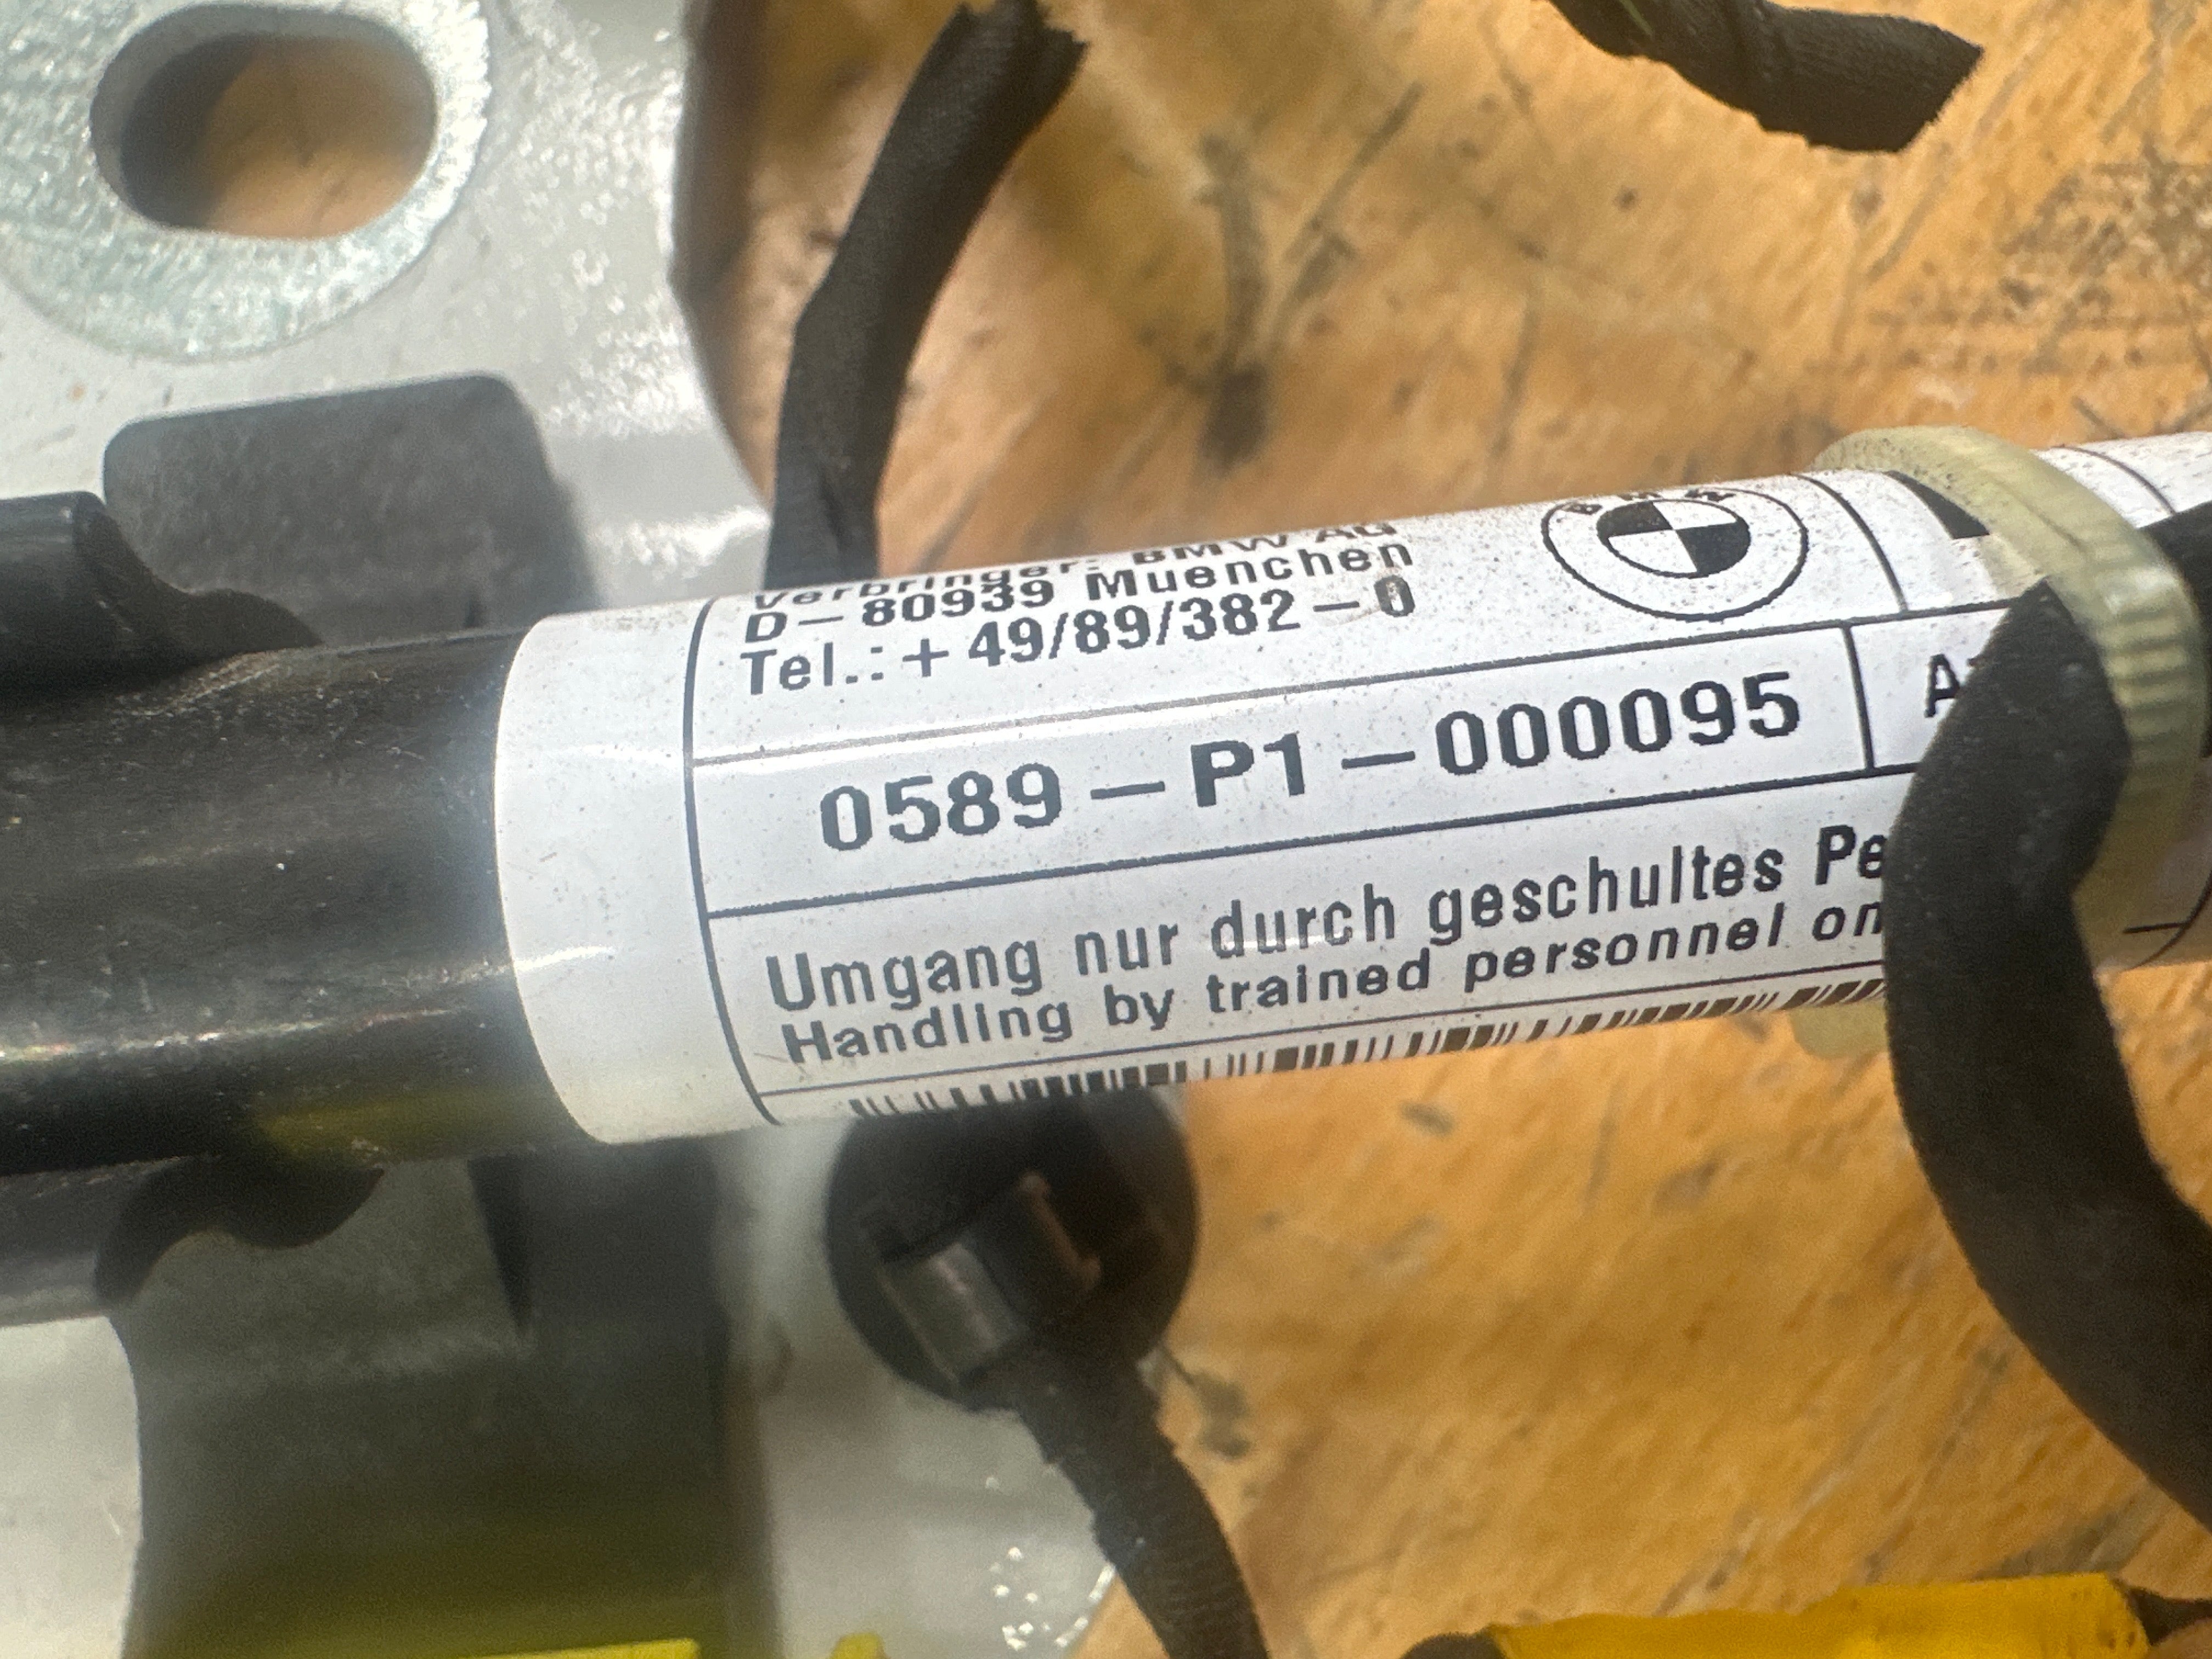 Verbringer: BMW AG
D-80939 Muenchen
Tel.:+49/89/382-0
BMW
0589-P1-000095
Umgang nur durch geschultes
Handling by trained personnel